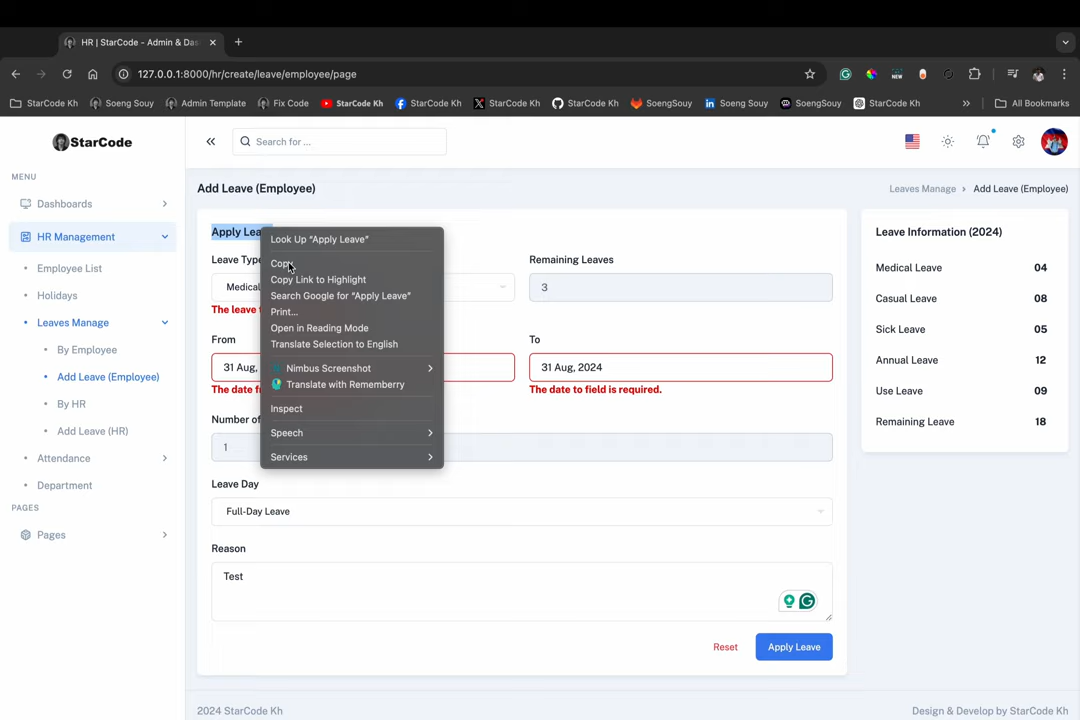 HR | StarCode - Admin & Das
127.0.0.1:8000/hr/create/leave/employee/page
StarCode Kh
Soeng Souy
Admin Template
Fix Code
StarCode Kh
StarCode Kh
StarCode Kh
StarCode Kh
SoengSouy
Soeng Souy
SoengSouy
StarCode Kh
All Bookmarks
StarCode
Search for ...
MENU
Dashboards
HR Management
Employee List
Holidays
Leaves Manage
By Employee
Add Leave (Employee)
By HR
Add Leave (HR)
Attendance
Department
PAGES
Pages
Add Leave (Employee)
Leaves Manage
Add Leave (Employee)
Apply Lea
Leave Type
Remaining Leaves
Medical
3
The leave
From
To
31 Aug,
31 Aug, 2024
The date
The date to field is required.
Number of
1
Leave Day
Full-Day Leave
Reason
Test
Reset
Apply Leave
Look Up “Apply Leave”
Copy
Copy Link to Highlight
Search Google for “Apply Leave”
Print...
Open in Reading Mode
Translate Selection to English
Nimbus Screenshot
Translate with Rememberry
Inspect
Speech
Services
Leave Information (2024)
Medical Leave 04
Casual Leave 08
Sick Leave 05
Annual Leave 12
Use Leave 09
Remaining Leave 18
2024 StarCode Kh
Design & Develop by StarCode Kh